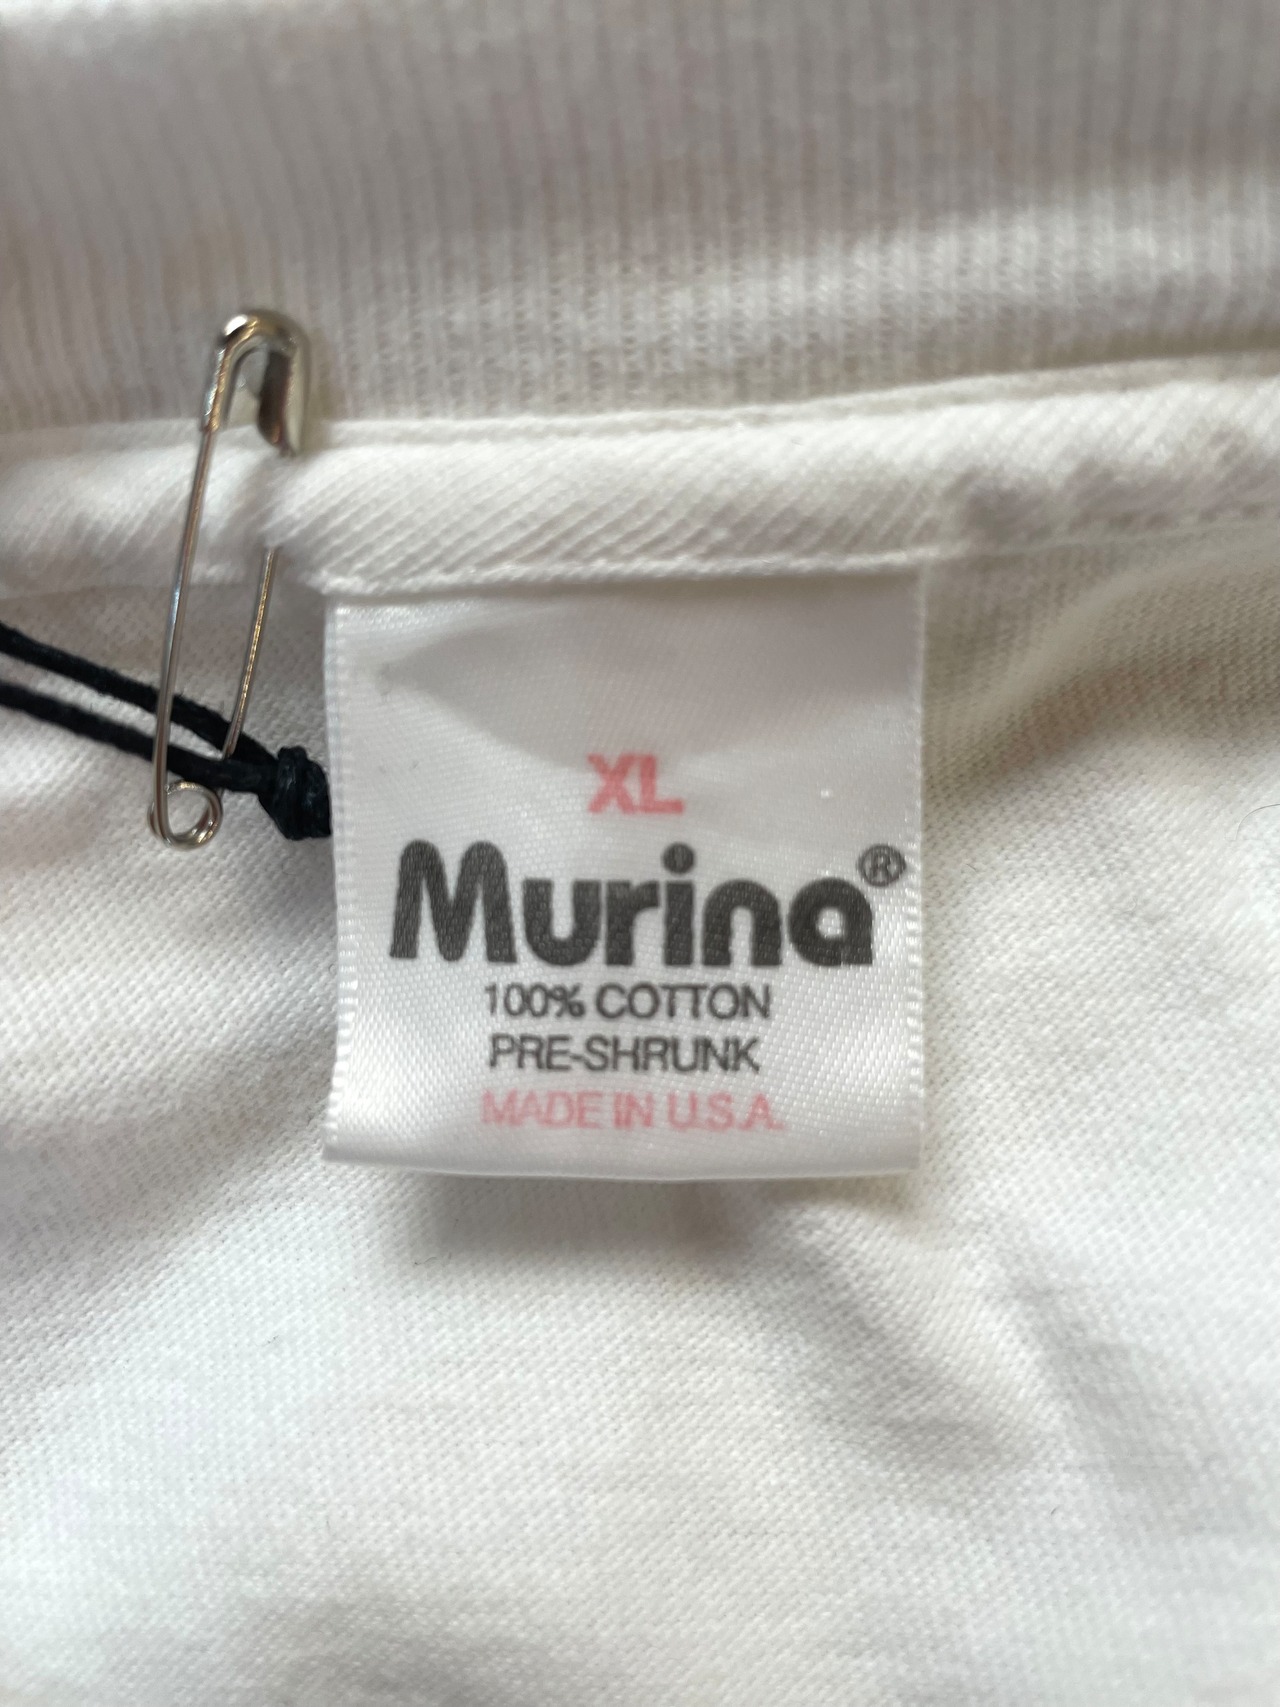 XL
Murina®
100% COTTON
PRE-SHRUNK
MADE IN U.S.A.